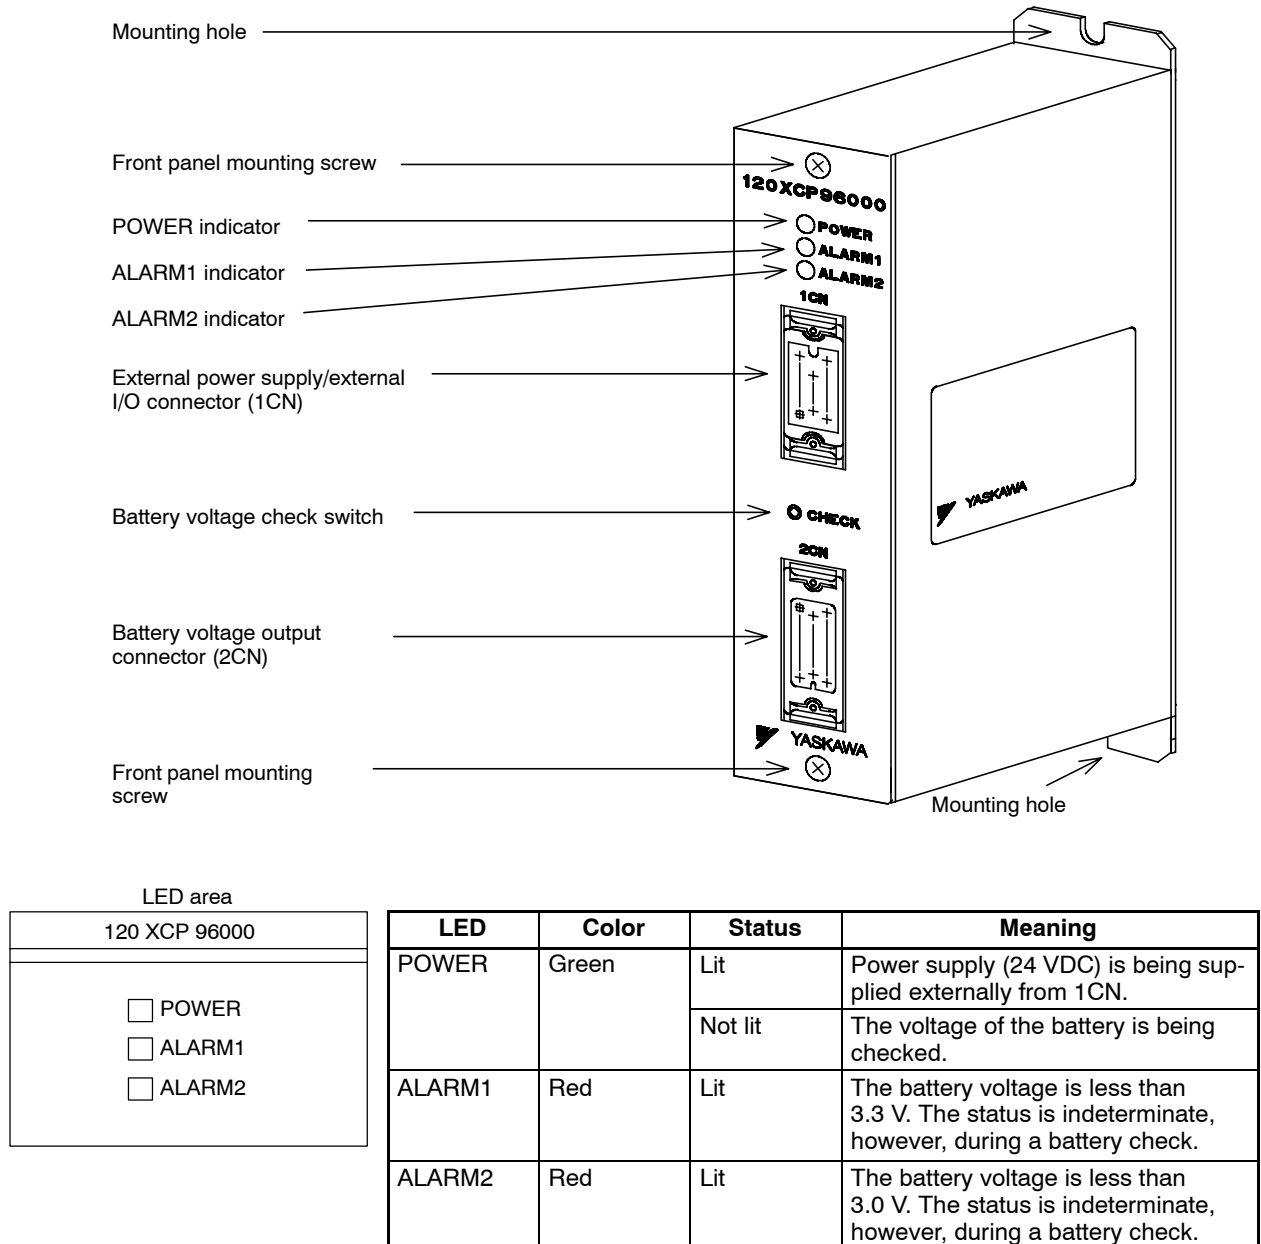 Mounting hole
Front panel mounting screw
120XCP96000
POWER indicator
POWER
ALARM1 indicator
ALARM1
ALARM2 indicator
ALARM2
1CN
External power supply/external
I/O connector (1CN)
YASKAWA
Battery voltage check switch
CHECK
2CN
Battery voltage output
connector (2CN)
YASKAWA
Front panel mounting
screw
Mounting hole
LED area
120 XCP 96000
POWER
ALARM1
ALARM2
LED Color Status Meaning
POWER Green Lit Power supply (24 VDC) is being sup-
plied externally from 1CN.
Not lit The voltage of the battery is being
checked.
ALARM1 Red Lit The battery voltage is less than
3.3 V. The status is indeterminate,
however, during a battery check.
ALARM2 Red Lit The battery voltage is less than
3.0 V. The status is indeterminate,
however, during a battery check.